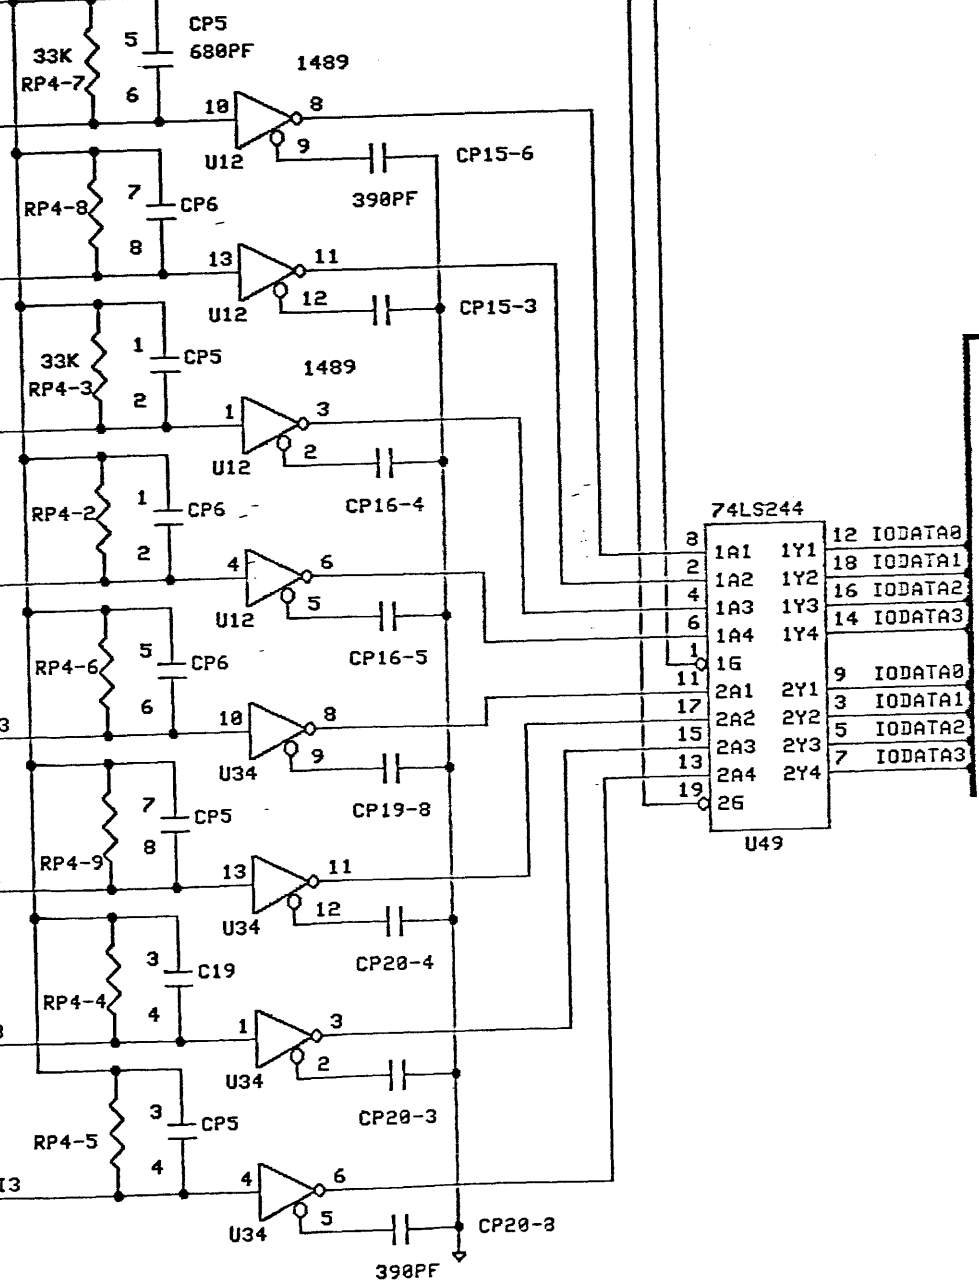 CP5
5
680PF
33K
RP4-7
1489
6
10
8
9
U12
CP15-6
390PF
7
RP4-8
CP6
8
13
11
12
U12
CP15-3
1
33K
CP5
RP4-3
1489
2
1
3
2
U12
CP16-4
1
RP4-2
CP6
2
4
6
5
U12
CP16-5
5
RP4-6
CP6
6
3
10
8
9
U34
CP19-8
7
CP5
8
RP4-9
13
11
12
U34
CP20-4
3
C19
RP4-4
4
1
3
2
U34
CP20-3
3
CP5
RP4-5
4
I3
4
6
5
U34
CP20-8
390PF
74LS244
8 1A1 1Y1 12 IODATA0
2 1A2 1Y2 18 IODATA1
4 1A3 1Y3 16 IODATA2
6 1A4 1Y4 14 IODATA3
1 1G
11 2A1 2Y1 9 IODATA0
17 2A2 2Y2 3 IODATA1
15 2A3 2Y3 5 IODATA2
13 2A4 2Y4 7 IODATA3
19 2G
U49